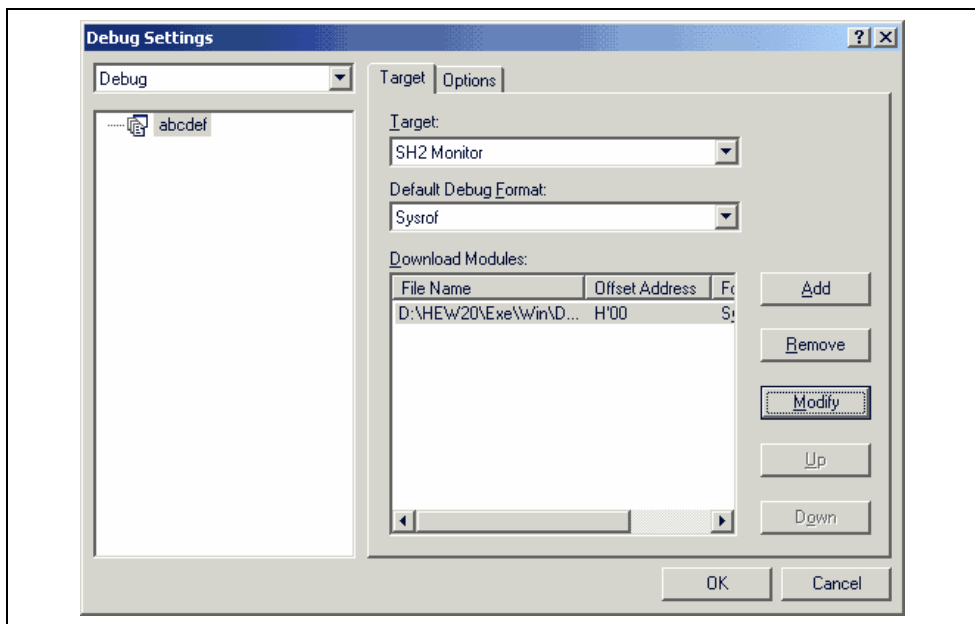 Debug Settings
Debug
abcdef
Target Options
Target:
SH2 Monitor
Default Debug Format:
Sysrof
Download Modules:
File Name Offset Address
D:\HEW20\Exe\Win\D... H'00
Add
Remove
Modify
Up
Down
OK Cancel